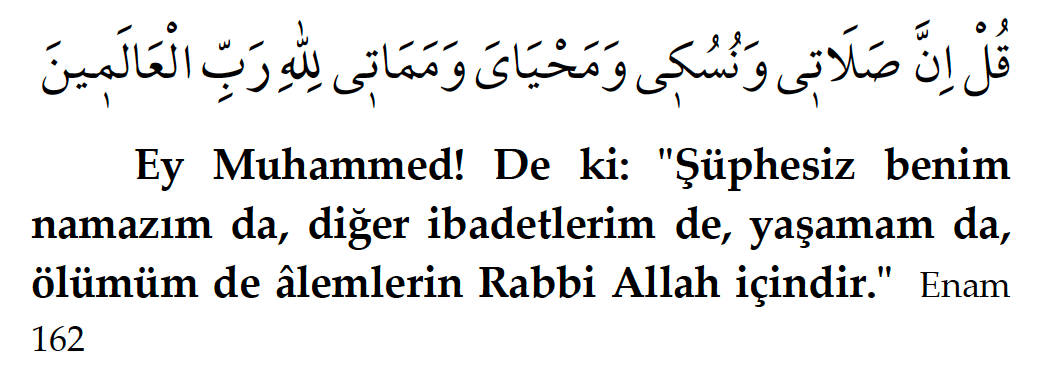 قُلْ اِنَّ صَلَاتٖى وَنُسُكٖى وَمَحْيَاىَ وَمَمَاتٖى لِلّٰهِ رَبِّ الْعَالَمٖينَ
Ey Muhammed! De ki: "Şüphesiz benim
namazım da, diğer ibadetlerim de, yaşamam da,
ölümüm de âlemlerin Rabbi Allah içindir." Enam
162